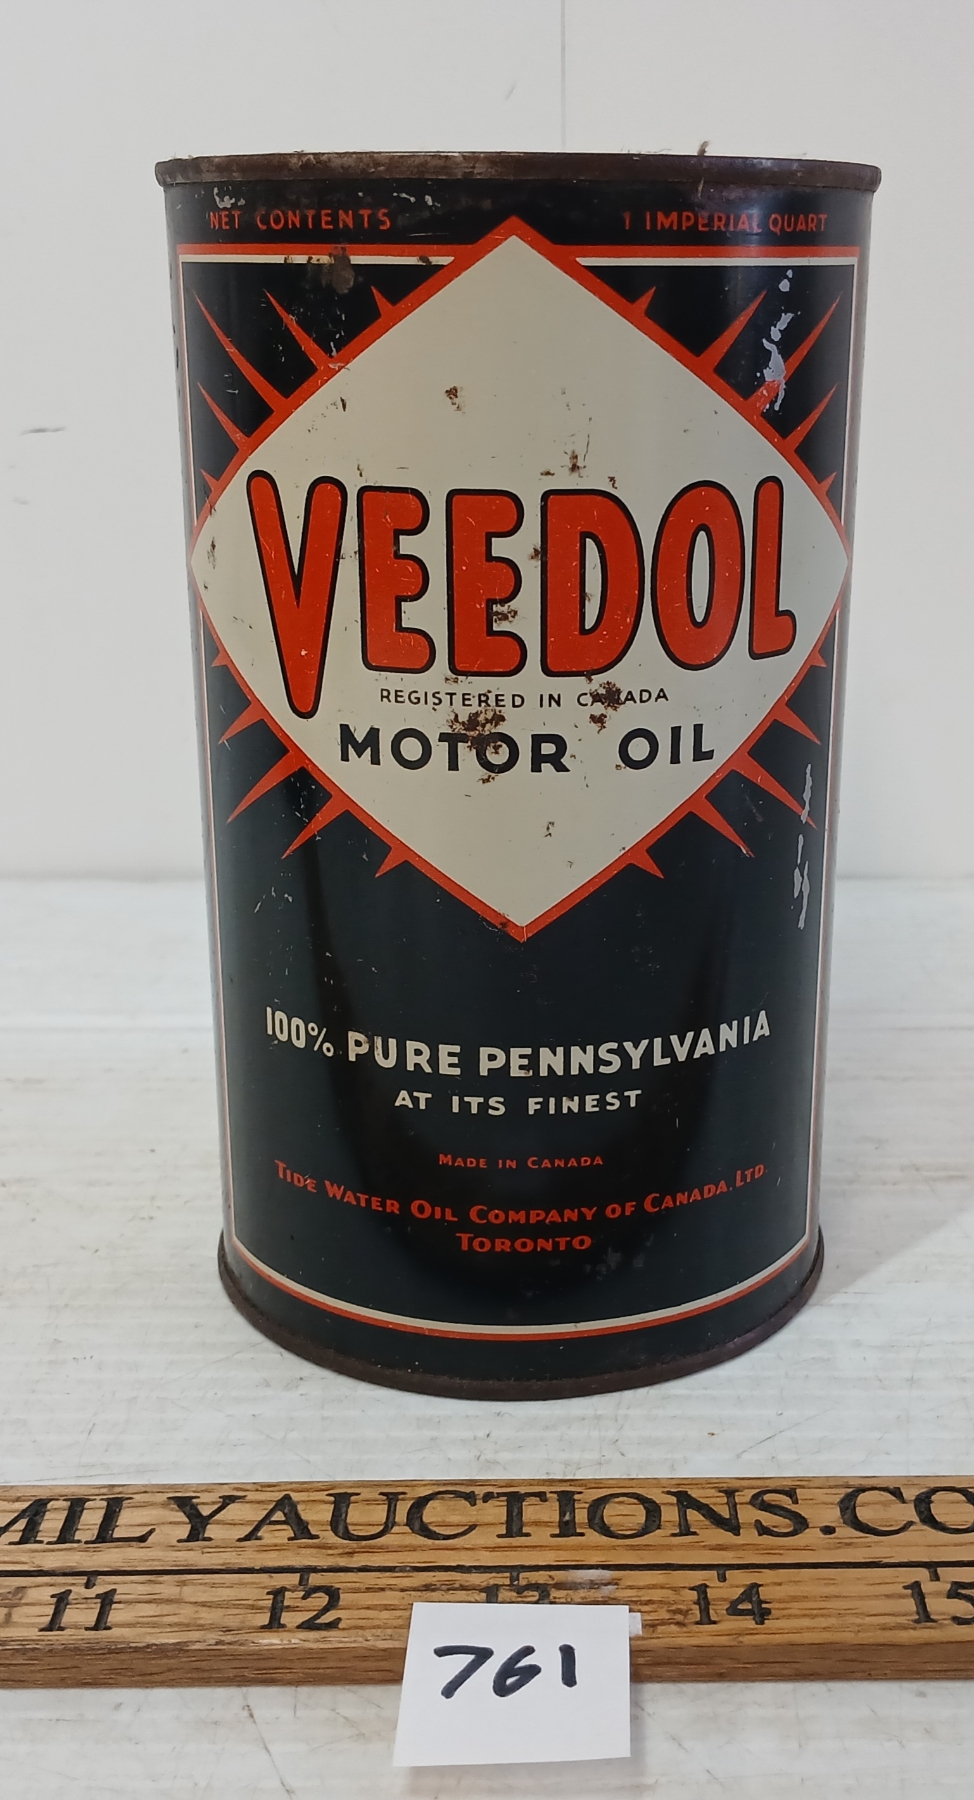 NET CONTENTS 1 IMPERIAL QUART
VEEDOL
REGISTERED IN CANADA
MOTOR OIL
100% PURE PENNSYLVANIA
AT ITS FINEST
MADE IN CANADA
TIDE WATER OIL COMPANY OF CANADA, LTD.
TORONTO
MILYAUCTIONS.CO
11 12 13 14 15
761